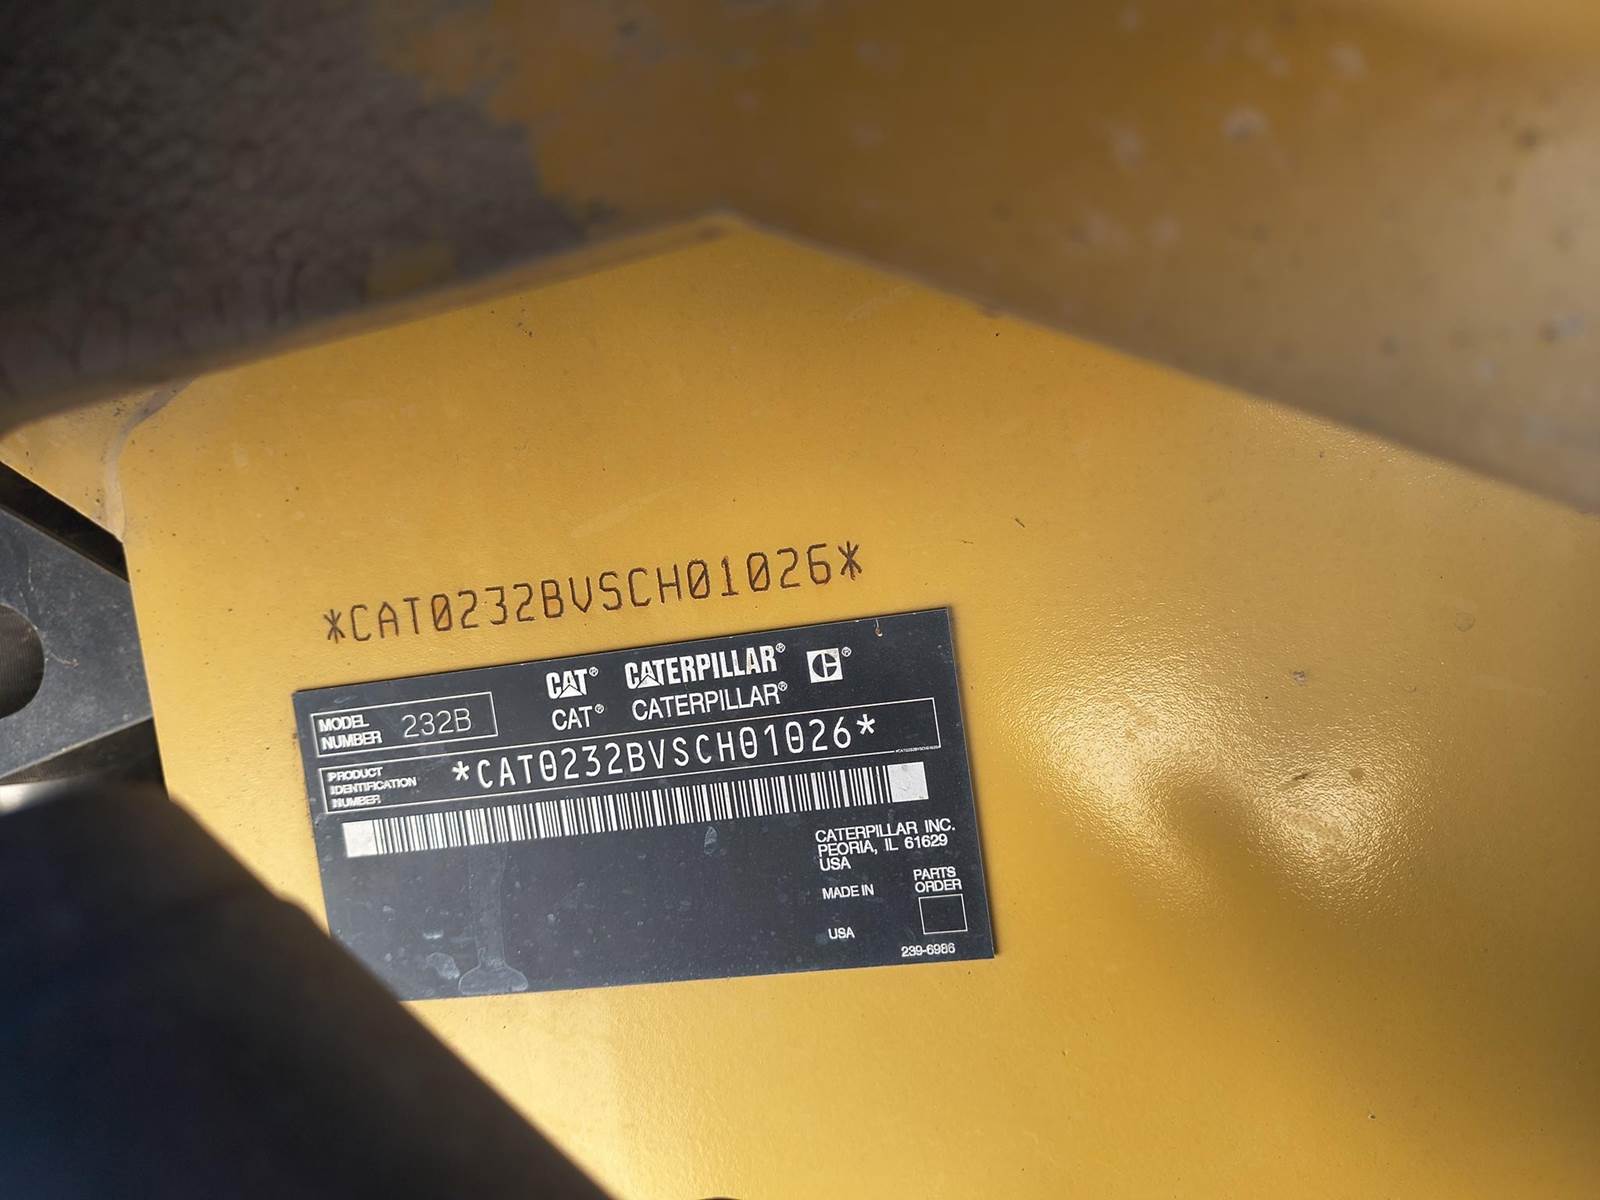 *CAT0232BVSCH01026*
CAT® CATERPILLAR® C®
CAT® CATERPILLAR®
MODEL
NUMBER
232B
PRODUCT
IDENTIFICATION
NUMBER
*CAT0232BVSCH01026*
*CAT0232BVSCH01026*
CATERPILLAR INC.
PEORIA, IL 61629
USA
MADE IN
USA
PARTS
ORDER
239-6986